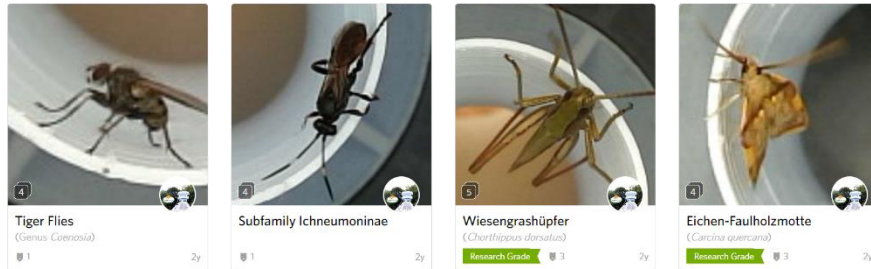 4
Tiger Flies
(Genus Coenosia)
1
2y
4
Subfamily Ichneumoninae
1
2y
5
Wiesengrashüpfer
(Chorthippus dorsatus)
Research Grade
3
2y
4
Eichen-Faulholzmotte
(Carcina quercana)
Research Grade
3
2y